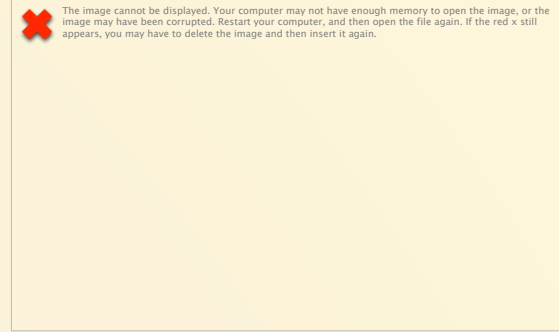 The image cannot be displayed. Your computer may not have enough memory to open the image, or the
image may have been corrupted. Restart your computer, and then open the file again. If the red x still
appears, you may have to delete the image and then insert it again.